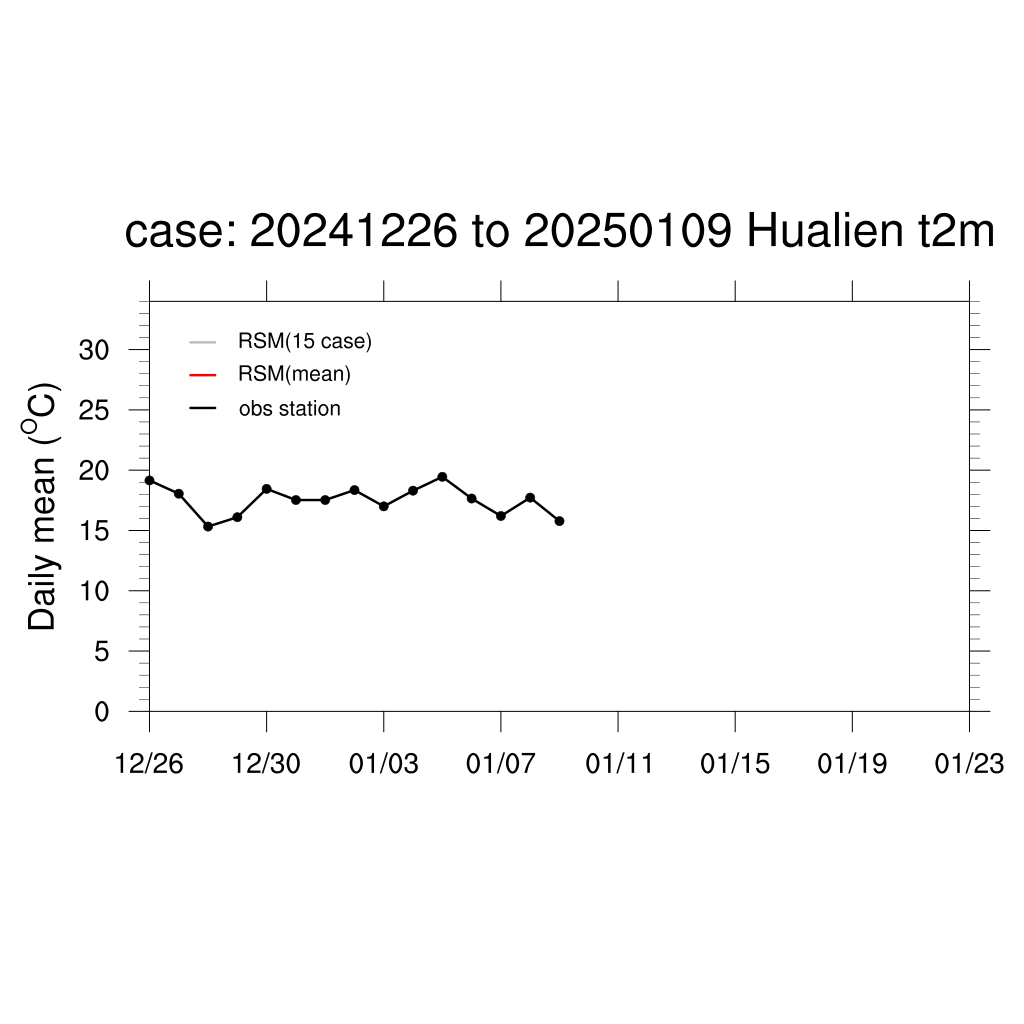 case: 20241226 to 20250109 Hualien t2m
RSM(15 case)
RSM(mean)
obs station
Daily mean (°C)
30
25
20
15
10
5
0
12/26 12/30 01/03 01/07 01/11 01/15 01/19 01/23